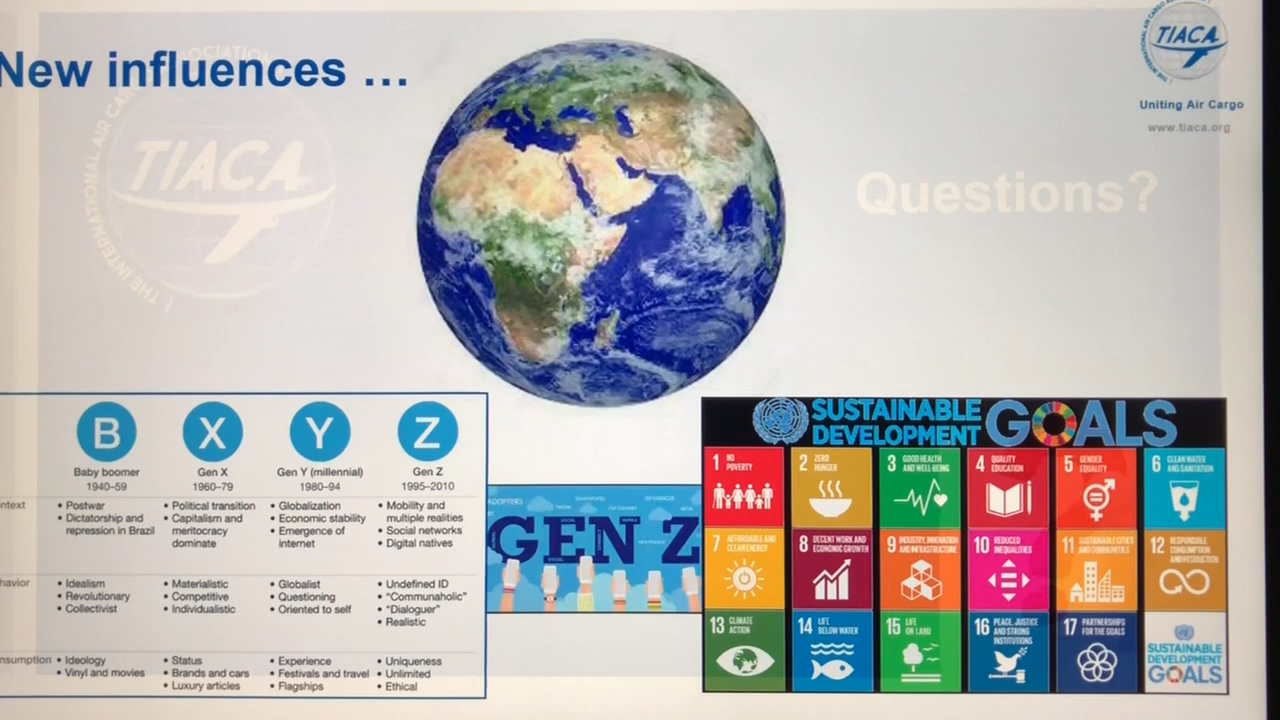 New influences …
TIACA
Uniting Air Cargo
www.tiaca.org
TIACA
Questions?
B
X
Y
Z
Baby boomer
1940–59
Gen X
1960–79
Gen Y (millennial)
1980–94
Gen Z
1995–2010
ntext
• Postwar
• Dictatorship and
repression in Brazil
• Political transition
• Capitalism and
meritocracy
dominate
• Globalization
• Economic stability
• Emergence of
internet
• Mobility and
multiple realities
• Social networks
• Digital natives
havior
• Idealism
• Revolutionary
• Collectivist
• Materialistic
• Competitive
• Individualistic
• Globalist
• Questioning
• Oriented to self
• Undefined ID
• “Communaholic”
• “Dialoguer”
• Realistic
nsumption
• Ideology
• Vinyl and movies
• Status
• Brands and cars
• Luxury articles
• Experience
• Festivals and travel
• Flagships
• Uniqueness
• Unlimited
• Ethical
GEN Z
SUSTAINABLE
DEVELOPMENT
GOALS
1 NO
POVERTY
2 ZERO
HUNGER
3 GOOD HEALTH
AND WELL-BEING
4 QUALITY
EDUCATION
5 GENDER
EQUALITY
6 CLEAN WATER
AND SANITATION
7 AFFORDABLE AND
CLEAN ENERGY
8 DECENT WORK AND
ECONOMIC GROWTH
9 INDUSTRY, INNOVATION
AND INFRASTRUCTURE
10 REDUCED
INEQUALITIES
11 SUSTAINABLE CITIES
AND COMMUNITIES
12 RESPONSIBLE
CONSUMPTION
AND PRODUCTION
13 CLIMATE
ACTION
14 LIFE
BELOW WATER
15 LIFE
ON LAND
16 PEACE, JUSTICE
AND STRONG
INSTITUTIONS
17 PARTNERSHIPS
FOR THE GOALS
SUSTAINABLE
DEVELOPMENT
GOALS